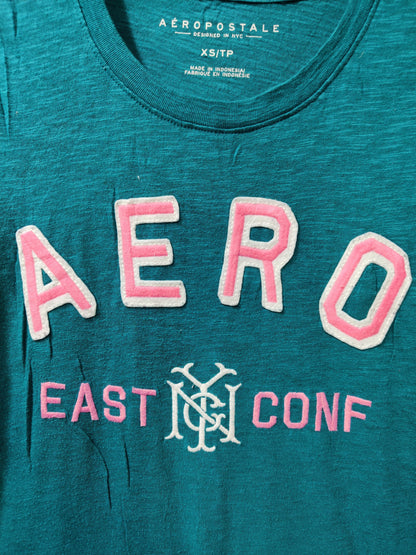 AÉROPOSTALE
DESIGNED IN NYC
XS/TP
MADE IN INDONESIA/
FABRIQUÉ EN INDONÉSIE
AERO
EAST NYC CONF